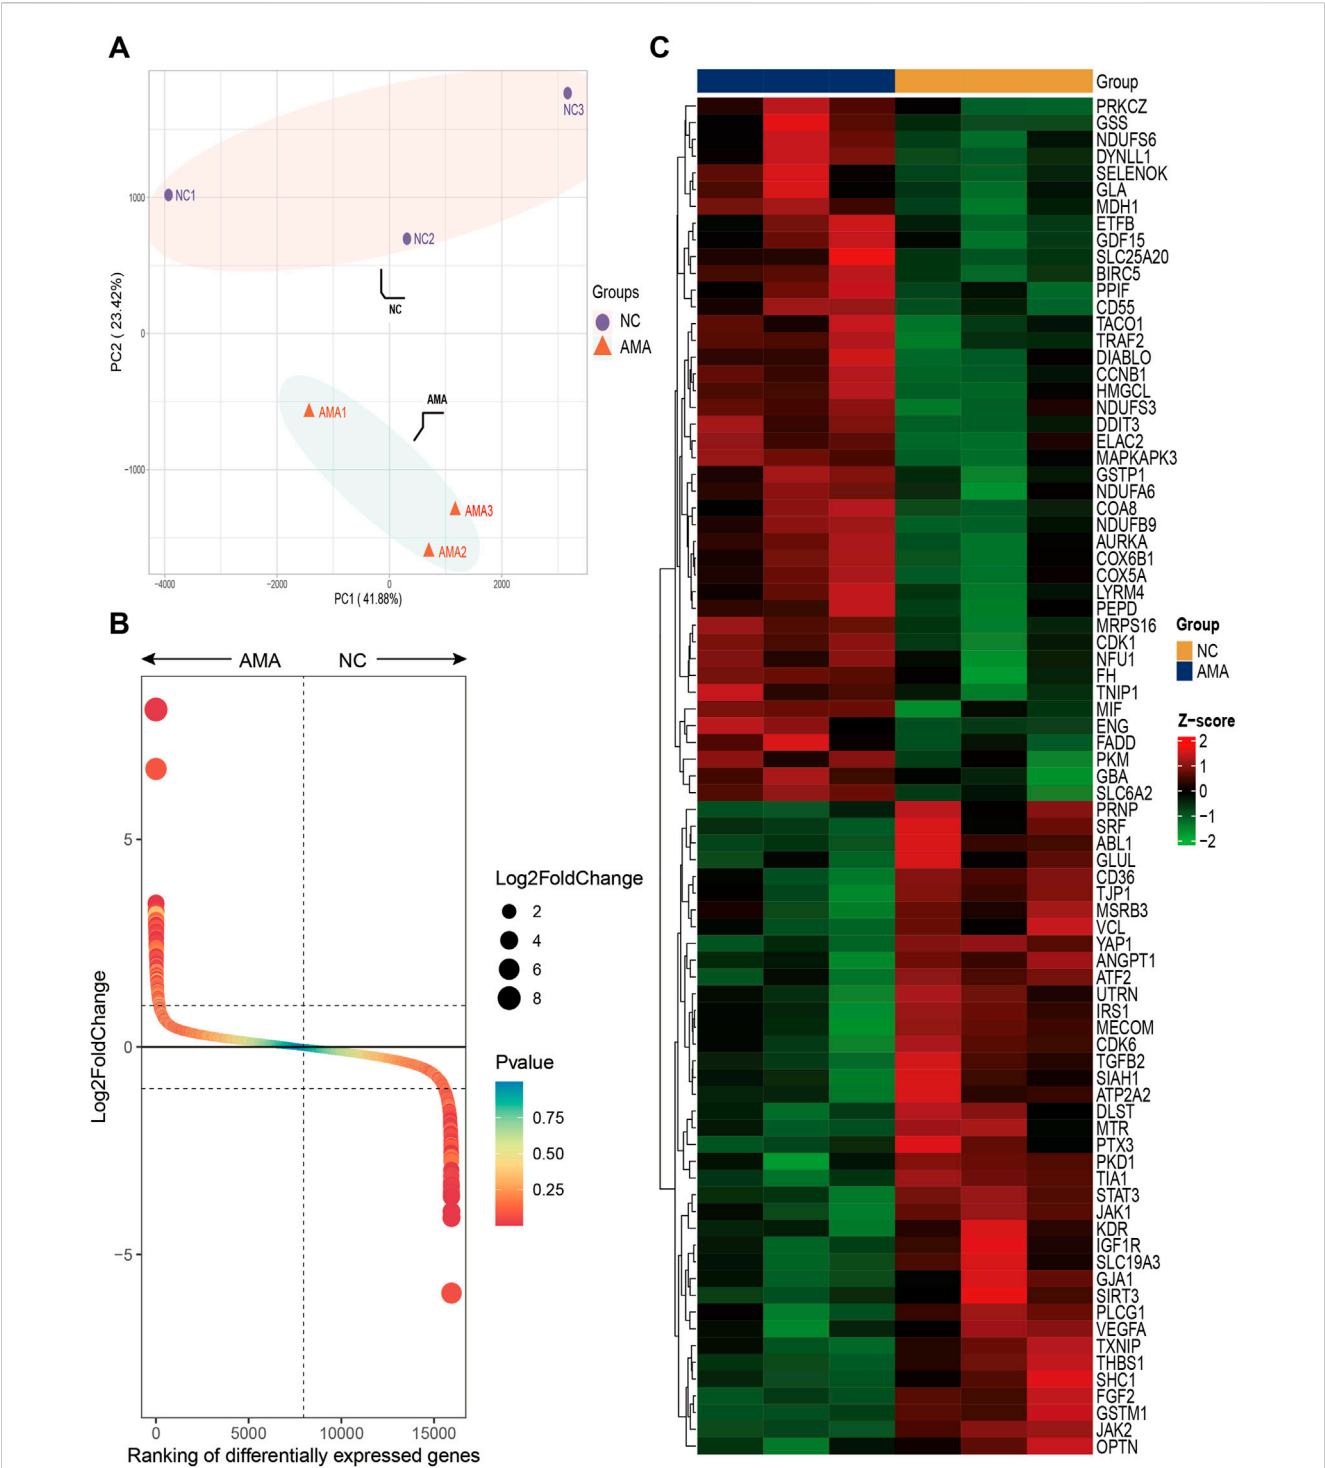 A
NC3
NC1
NC2
NC
AMA
AMA1
AMA3
AMA2
1000
0
−1000
−4000
−2000
0
2000
PC2 ( 23.42%)
PC1 ( 41.88%)
Groups
NC
AMA
B
AMA
NC
5
0
−5
0
5000
10000
15000
Log2FoldChange
Ranking of differentially expressed genes
Log2FoldChange
2
4
6
8
Pvalue
0.75
0.50
0.25
C
Group
PRKCZ
GSS
NDUFS6
DYNLL1
SELENOK
GLA
MDH1
ETFB
GDF15
SLC25A20
BIRC5
PPIF
CD55
TACO1
TRAF2
DIABLO
CCNB1
HMGCL
NDUFS3
DDIT3
ELAC2
MAPKAPK3
GSTP1
NDUFA6
COA8
NDUFB9
AURKA
COX6B1
COX5A
LYRM4
PEPD
MRPS16
CDK1
NFU1
FH
TNIP1
MIF
ENG
FADD
PKM
GBA
SLC6A2
PRNP
SRF
ABL1
GLUL
CD36
TJP1
MSRB3
VCL
YAP1
ANGPT1
ATF2
UTRN
IRS1
MECOM
CDK6
TGFB2
SIAH1
ATP2A2
DLST
MTR
PTX3
PKD1
TIA1
STAT3
JAK1
KDR
IGF1R
SLC19A3
GJA1
SIRT3
PLCG1
VEGFA
TXNIP
THBS1
SHC1
FGF2
GSTM1
JAK2
OPTN
Group
NC
AMA
Z−score
2
1
0
−1
−2